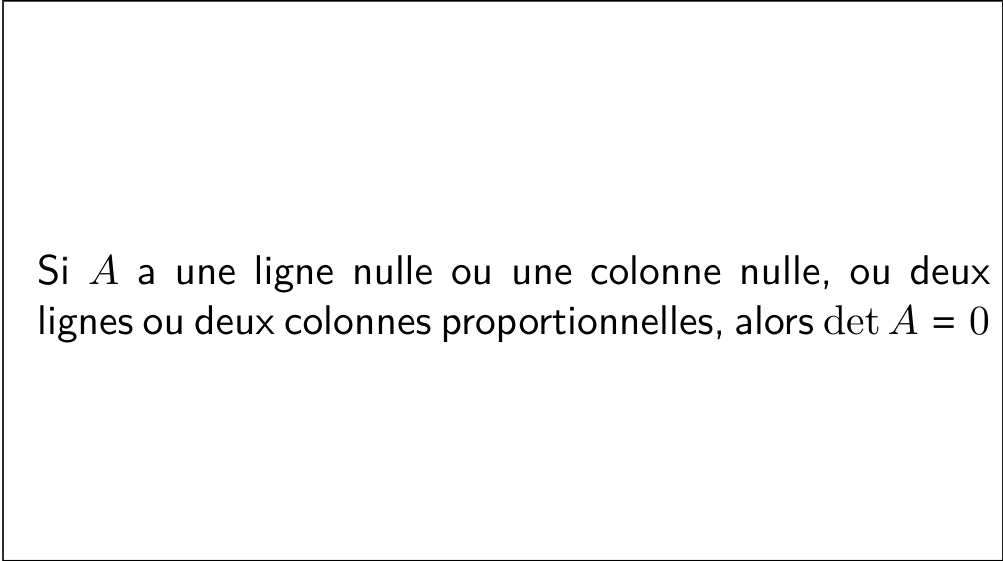 Si A a une ligne nulle ou une colonne nulle, ou deux
lignes ou deux colonnes proportionnelles, alors det A = 0